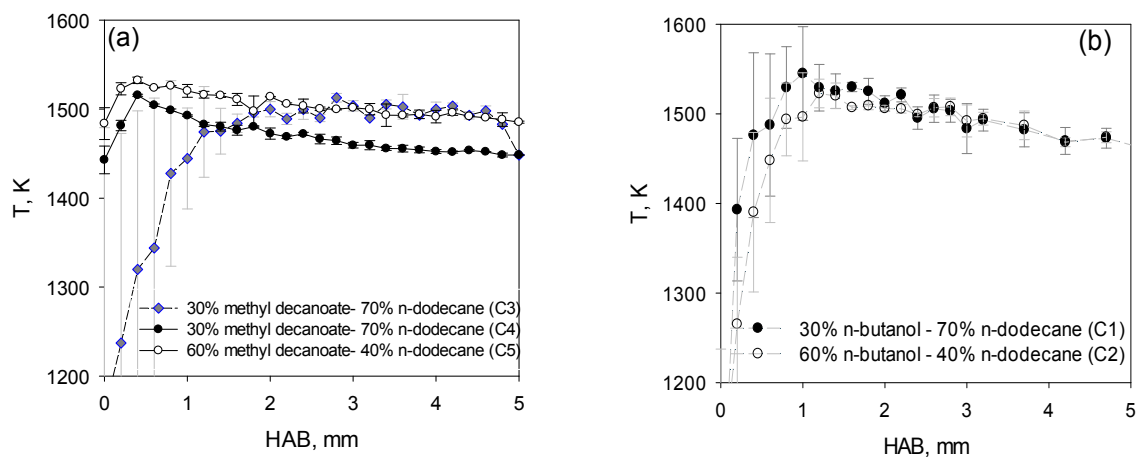 (a)
1600
1500
1400
1300
1200
T, K
30% methyl decanoate- 70% n-dodecane (C3)
30% methyl decanoate- 70% n-dodecane (C4)
60% methyl decanoate- 40% n-dodecane (C5)
0 1 2 3 4 5
HAB, mm
(b)
1600
1500
1400
1300
1200
T, K
30% n-butanol - 70% n-dodecane (C1)
60% n-butanol - 40% n-dodecane (C2)
0 1 2 3 4 5
HAB, mm